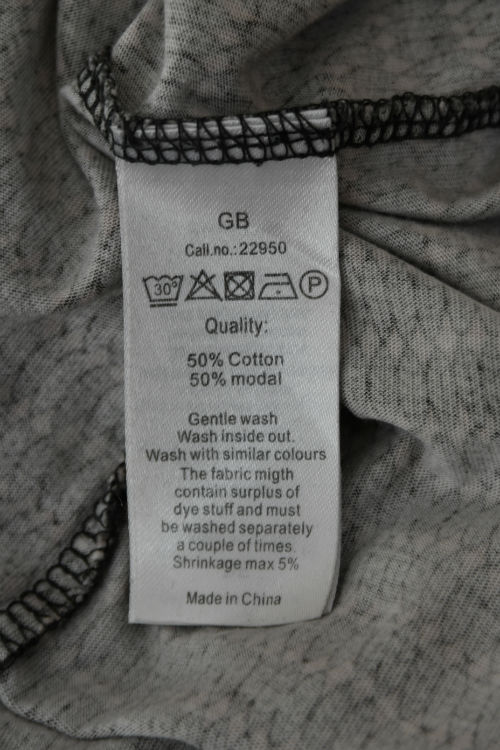 GB
Call.no.:22950
30° P
Quality:
50% Cotton
50% modal
Gentle wash
Wash inside out.
Wash with similar colours
The fabric migth
contain surplus of
dye stuff and must
be washed separately
a couple of times.
Shrinkage max 5%
Made in China